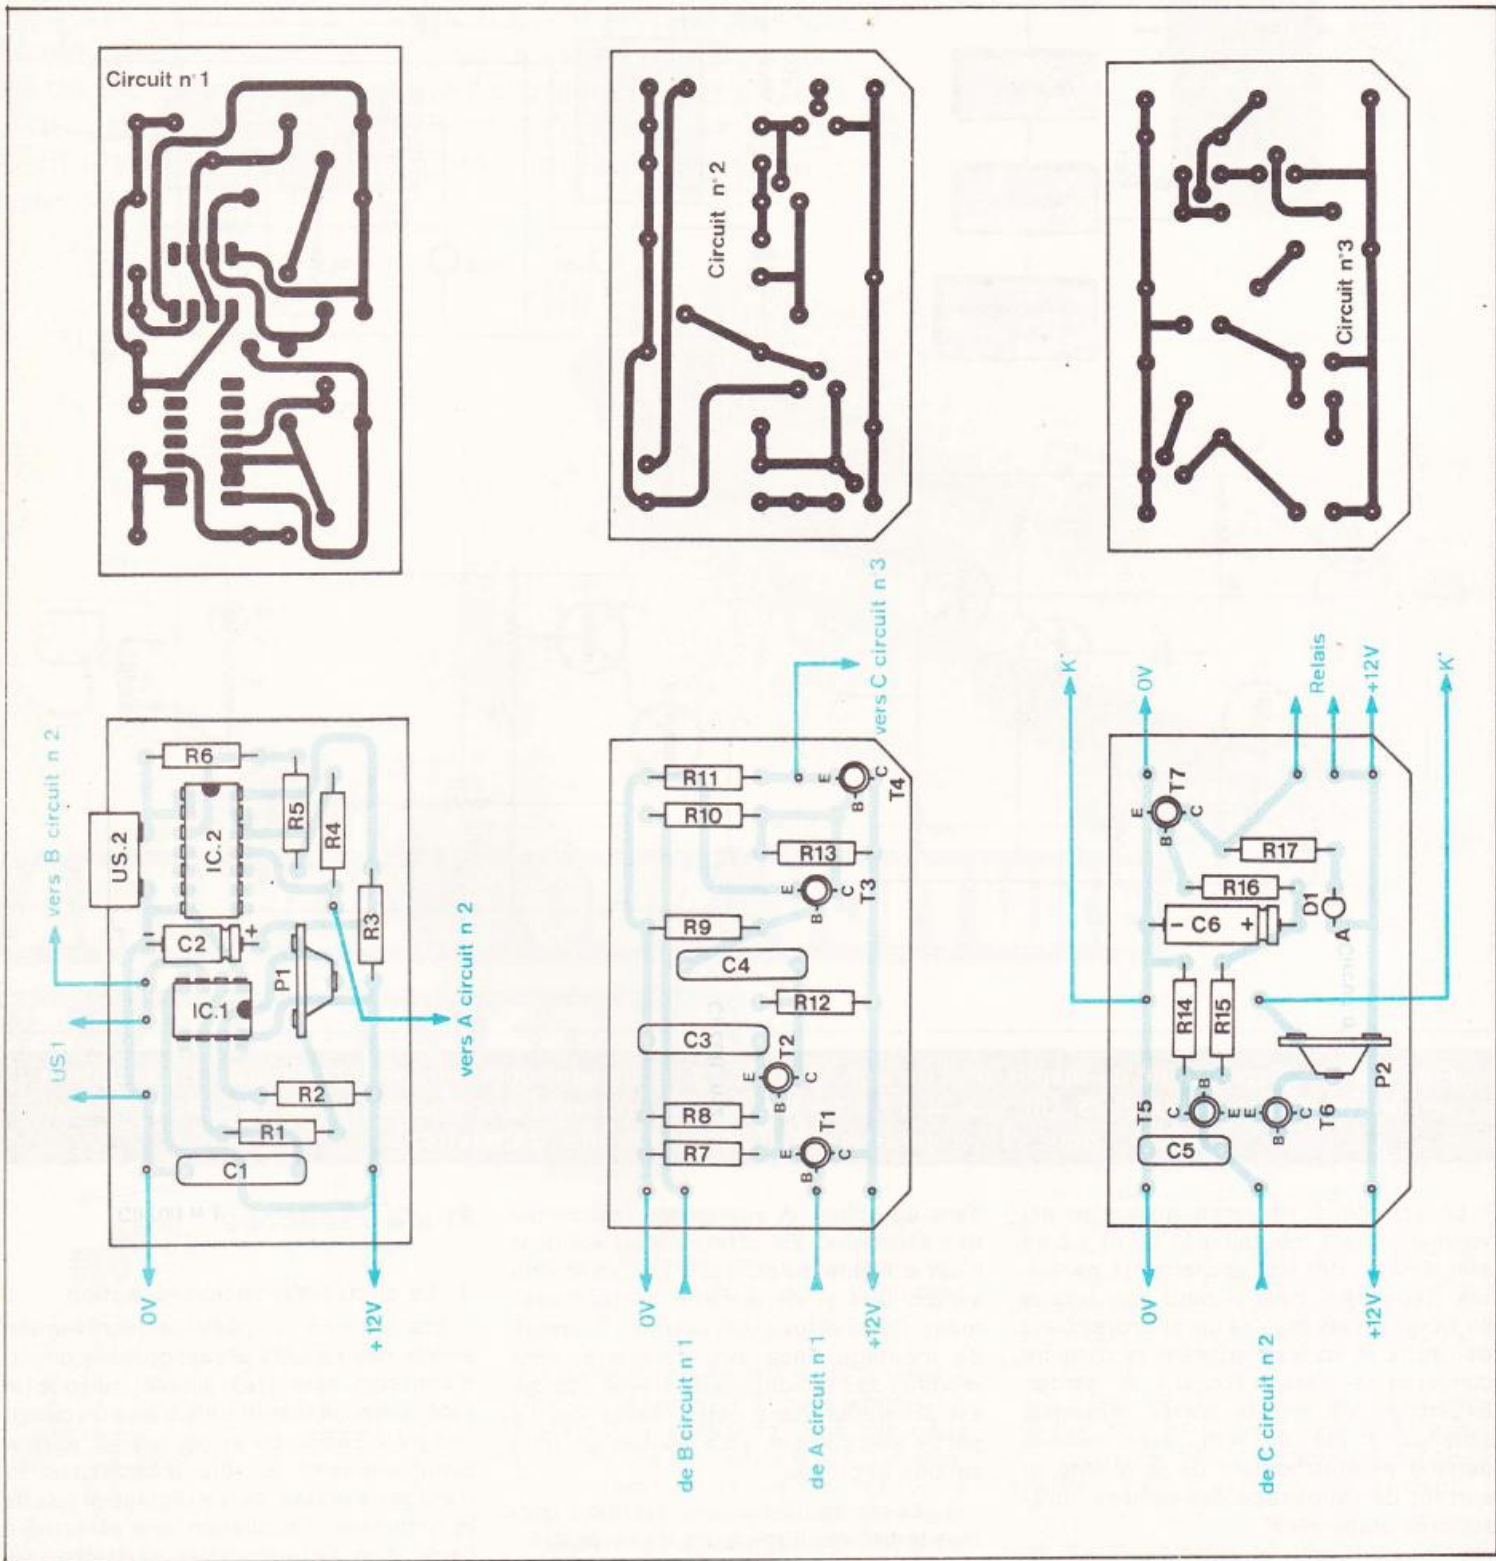 Circuit n°1
Circuit n°2
Circuit n°3
vers B circuit n 2
US.1
US.2
R6
IC.2
R5
R4
C2
-
+
R3
P1
IC.1
R2
R1
C1
vers A circuit n 2
0V
+ 12V
vers C circuit n 3
R11
R10
E
B
C
T4
R13
E
B
C
T3
R9
C4
R12
C3
E
B
C
T2
R8
R7
E
B
C
T1
0V
de B circuit n 1
de A circuit n 1
+12V
K
0V
Relais
+12V
K'
E
B
C
T7
R17
R16
D1
A
- C6 +
R14
R15
P2
T5
C
B
E
E
B
C
T6
C5
0V
de C circuit n 2
+12V